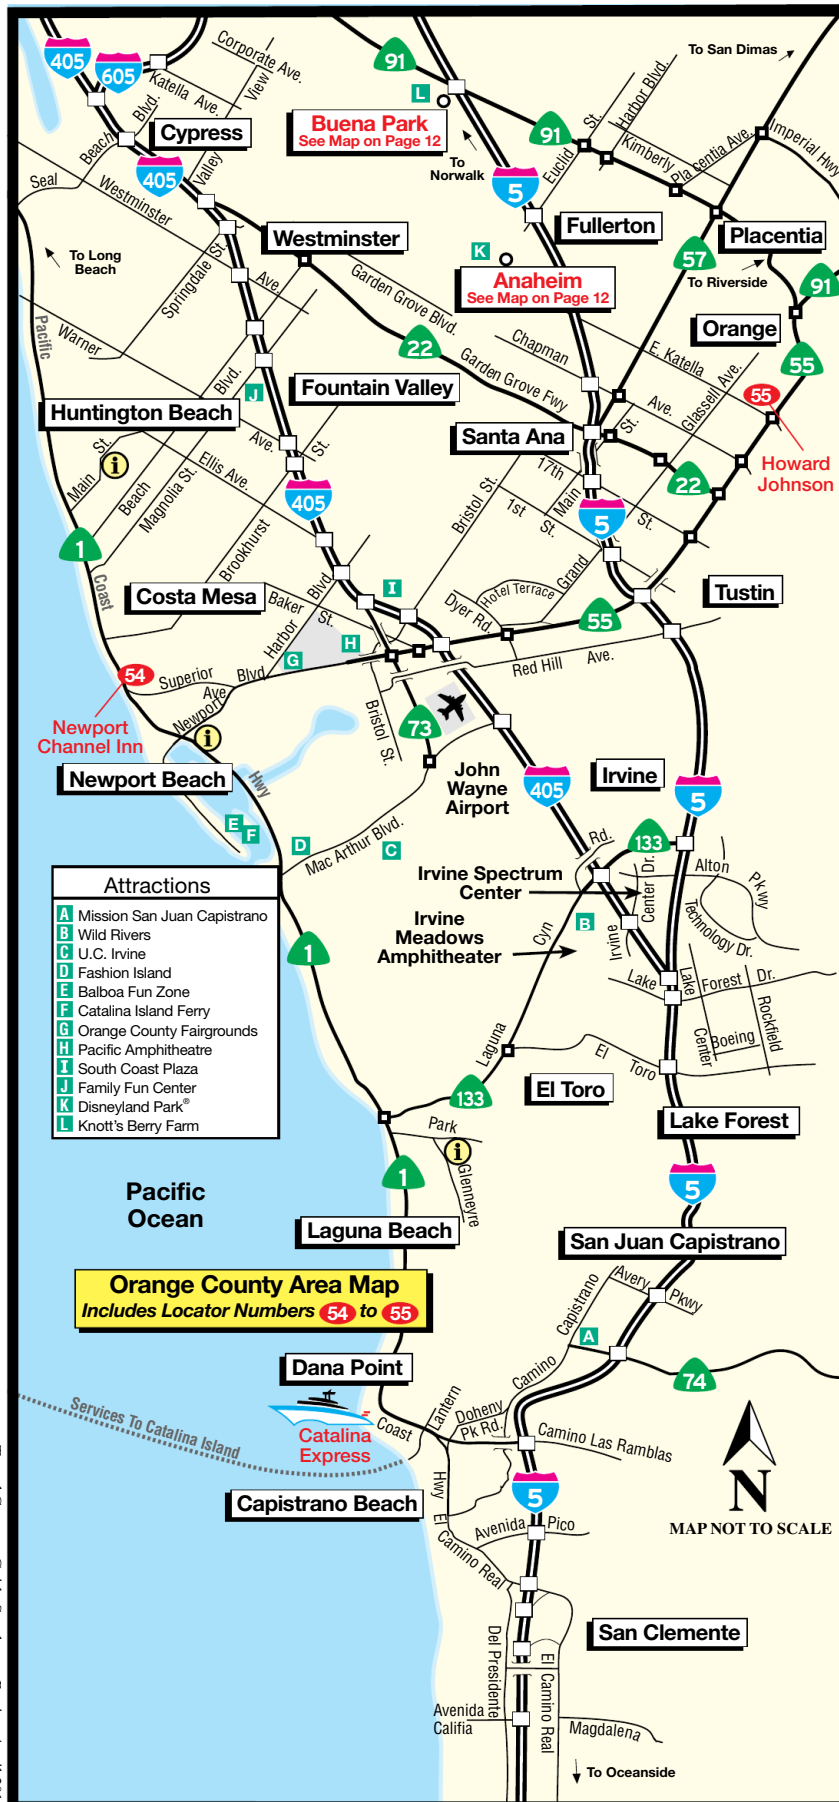 405
605
Corporate Ave.
Katella Ave.
View
Valley
91
To San Dimas
Harbor Blvd.
L
Buena Park
See Map on Page 12
Cypress
Beach Blvd.
Seal
405
Westminster
Ave.
To
Norwalk
91
Euclid
St.
Kimberly
Placentia Ave.
Imperial Hwy
5
Fullerton
Placentia
57
To Riverside
91
Westminster
K
Anaheim
See Map on Page 12
To Long
Beach
Springdale St.
Garden Grove Blvd.
Pacific
Warner
Ave.
22
Chapman
Garden Grove Fwy
E. Katella
Ave.
Orange
55
Glassell Ave.
Blvd.
J
Fountain Valley
Huntington Beach
St.
55
Howard
Johnson
Santa Ana
St.
Main St.
i
Ellis Ave.
Beach
Magnolia St.
405
Bristol St.
17th
St.
Main
1st
St.
22
5
1
Coast
Brookhurst
Costa Mesa
Baker
St.
Harbor
Blvd.
I
Hotel Terrace
Grand
Dyer Rd.
Tustin
55
H
G
Red Hill
Ave.
54
Superior
Ave
Blvd.
Newport
Newport
Channel Inn
i
Bristol St.
73
Newport Beach
Hwy
John
Wayne
Airport
405
Irvine
5
E
F
D
Mac Arthur Blvd.
C
Rd.
133
Alton
Pkwy
Irvine Spectrum
Center
Center Dr.
Irvine
Technology Dr.
B
Irvine
Meadows
Amphitheater
Cyn
Laguna
Lake
Forest
Dr.
Lake
Center
Boeing
Rockfield
Attractions
A Mission San Juan Capistrano
B Wild Rivers
C U.C. Irvine
D Fashion Island
E Balboa Fun Zone
F Catalina Island Ferry
G Orange County Fairgrounds
H Pacific Amphitheatre
I South Coast Plaza
J Family Fun Center
K Disneyland Park®
L Knott's Berry Farm
1
El
Toro
El Toro
133
Lake Forest
Park
i
Glenneyre
1
5
Pacific
Ocean
Laguna Beach
San Juan Capistrano
Orange County Area Map
Includes Locator Numbers 54 to 55
Avery
Pkwy
Capistrano
Camino
A
74
Dana Point
Services To Catalina Island
Catalina
Express
Coast
Lantern
Doheny
Pk Rd.
Camino Las Ramblas
Hwy
N
MAP NOT TO SCALE
Capistrano Beach
5
Avenida
Pico
El
Camino Real
San Clemente
Del Presidente
El Camino Real
Avenida
Califia
Magdalena
To Oceanside